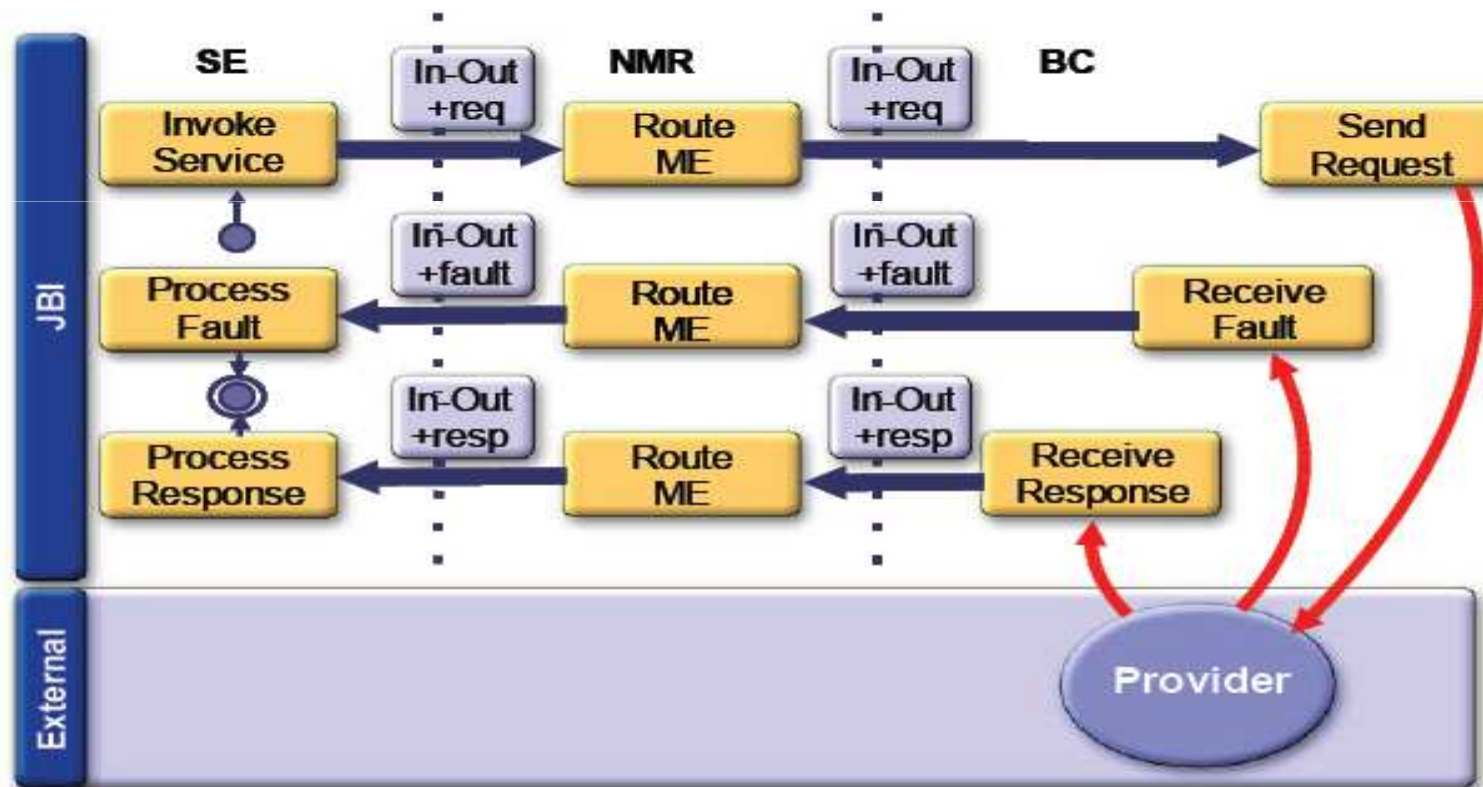 SE
NMR
BC
In-Out
+req
In-Out
+req
Invoke
Service
Route
ME
Send
Request
In-Out
+fault
In-Out
+fault
Process
Fault
Route
ME
Receive
Fault
JBI
In-Out
+resp
In-Out
+resp
Process
Response
Route
ME
Receive
Response
External
Provider